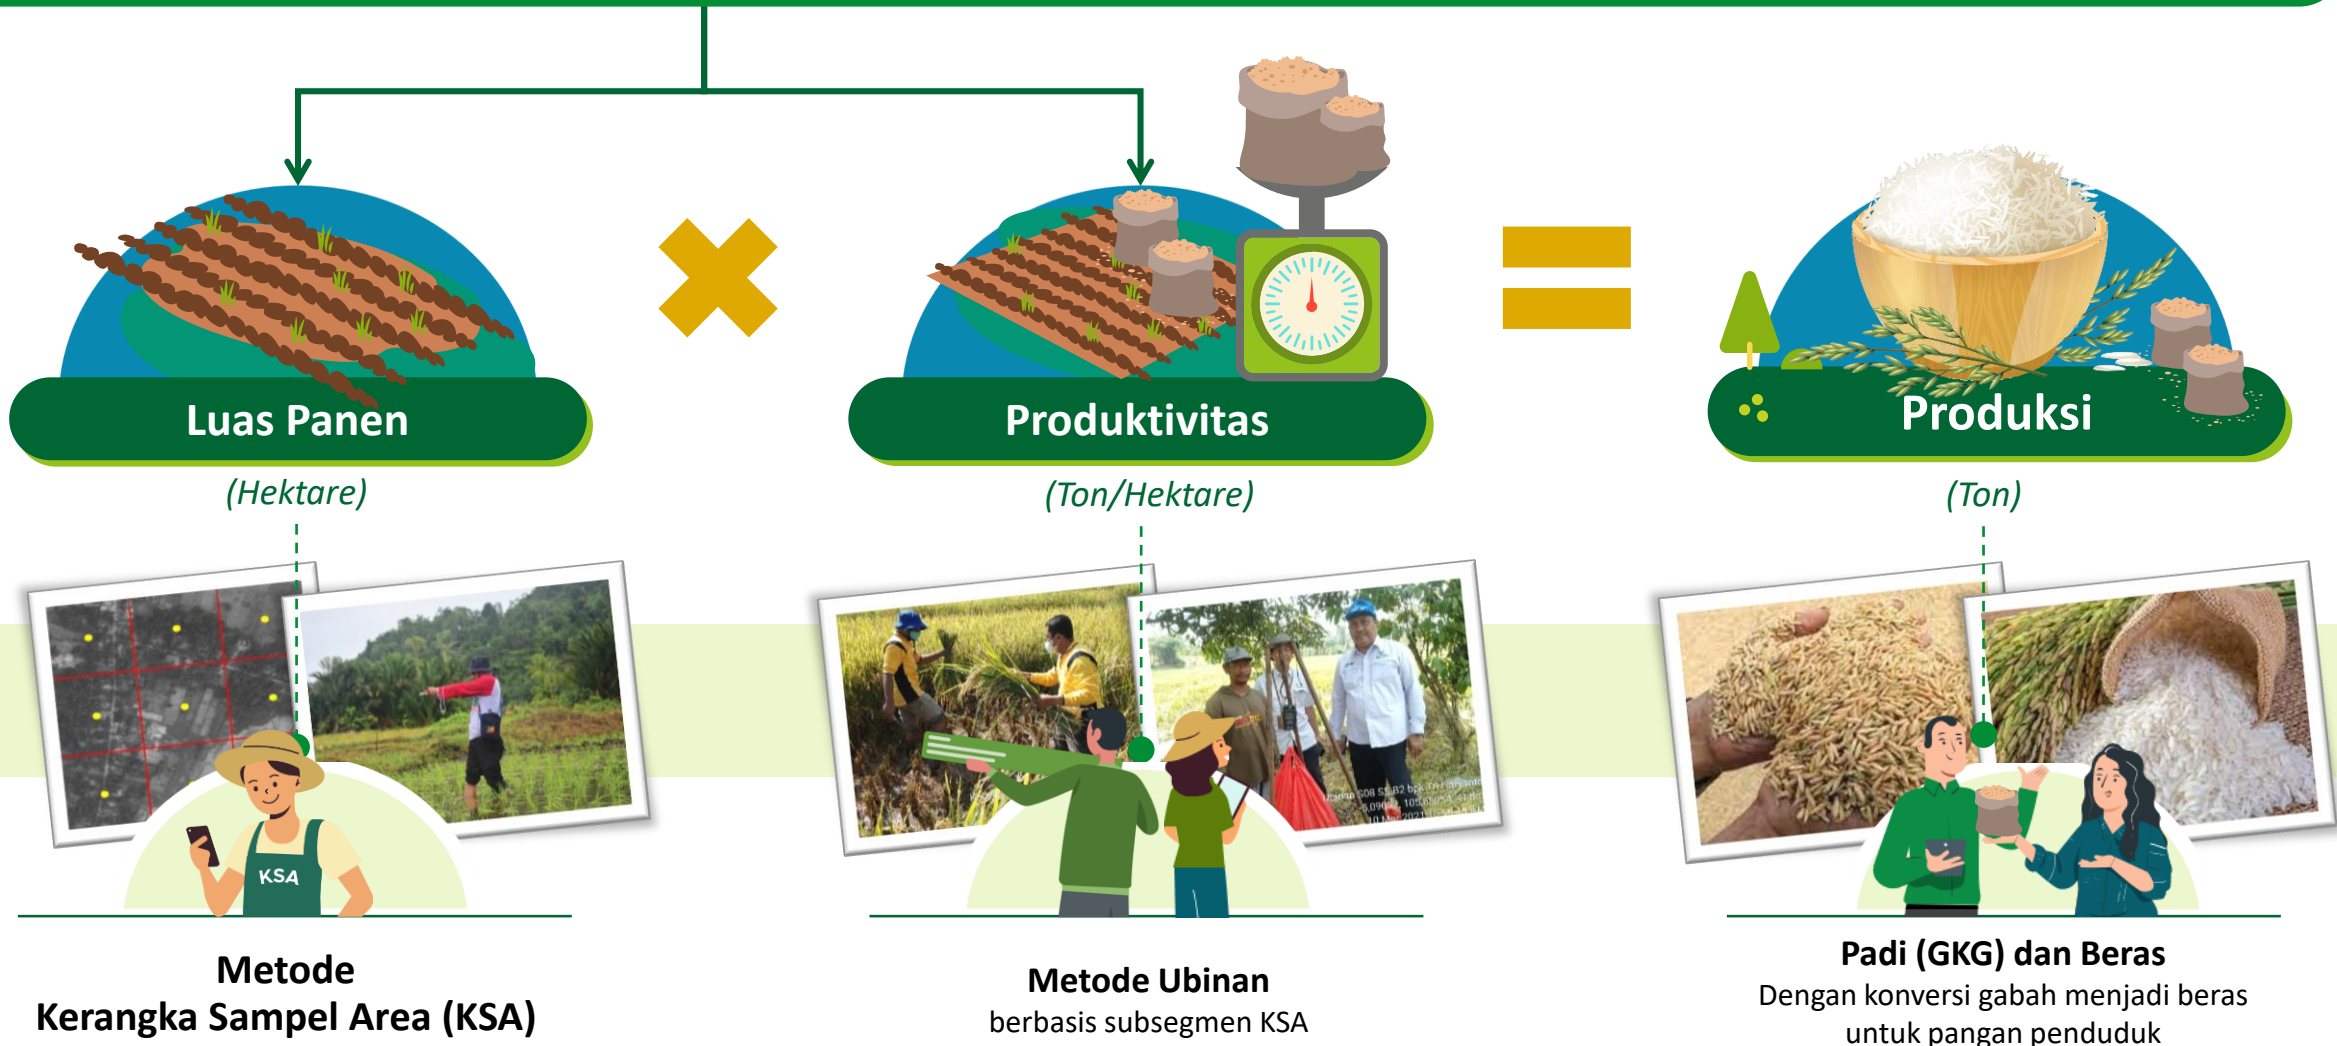 Luas Panen
Produktivitas
Produksi
(Hektare)
(Ton/Hektare)
(Ton)
KSA
Metode
Kerangka Sampel Area (KSA)
Metode Ubinan
berbasis subsegmen KSA
Padi (GKG) dan Beras
Dengan konversi gabah menjadi beras
untuk pangan penduduk